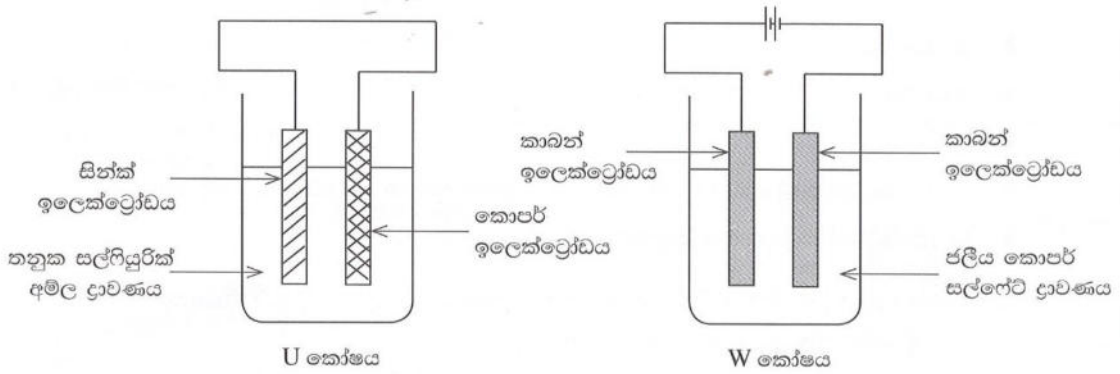 සින්ක්
ඉලෙක්ට්‍රෝඩය
තනුක සල්ෆියුරික්
අම්ල ද්‍රාවණය
කොපර්
ඉලෙක්ට්‍රෝඩය
U කෝෂය
කාබන්
ඉලෙක්ට්‍රෝඩය
කාබන්
ඉලෙක්ට්‍රෝඩය
ජලීය කොපර්
සල්ෆේට් ද්‍රාවණය
W කෝෂය